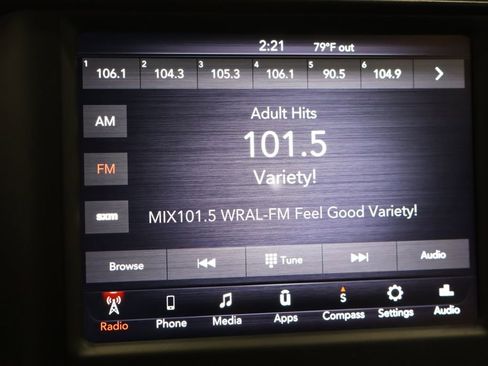 2:21 79°F out
1 106.1 2 104.3 3 105.3 4 106.1 5 90.5 6 104.9
AM
Adult Hits
101.5
FM
Variety!
sxm
MIX101.5 WRAL-FM Feel Good Variety!
Browse Tune Audio
S
Radio Phone Media Apps Compass Settings Audio